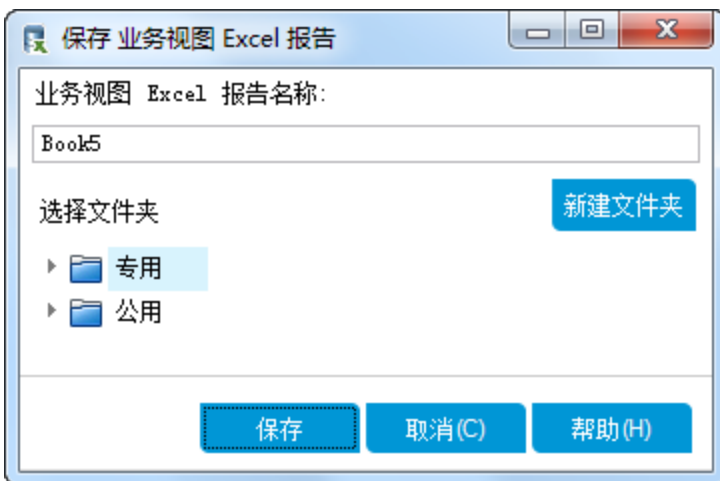 保存 业务视图 Excel 报告
业务视图 Excel 报告名称:
Book5
选择文件夹
新建文件夹
专用
公用
保存 取消(C) 帮助(H)